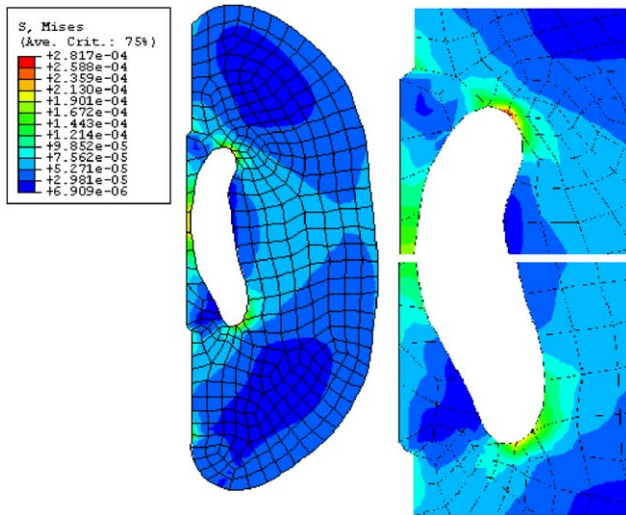 S, Mises
(Ave. Crit.: 75%)
+2.817e-04
+2.588e-04
+2.359e-04
+2.130e-04
+1.901e-04
+1.672e-04
+1.443e-04
+1.214e-04
+9.852e-05
+7.562e-05
+5.271e-05
+2.981e-05
+6.909e-06